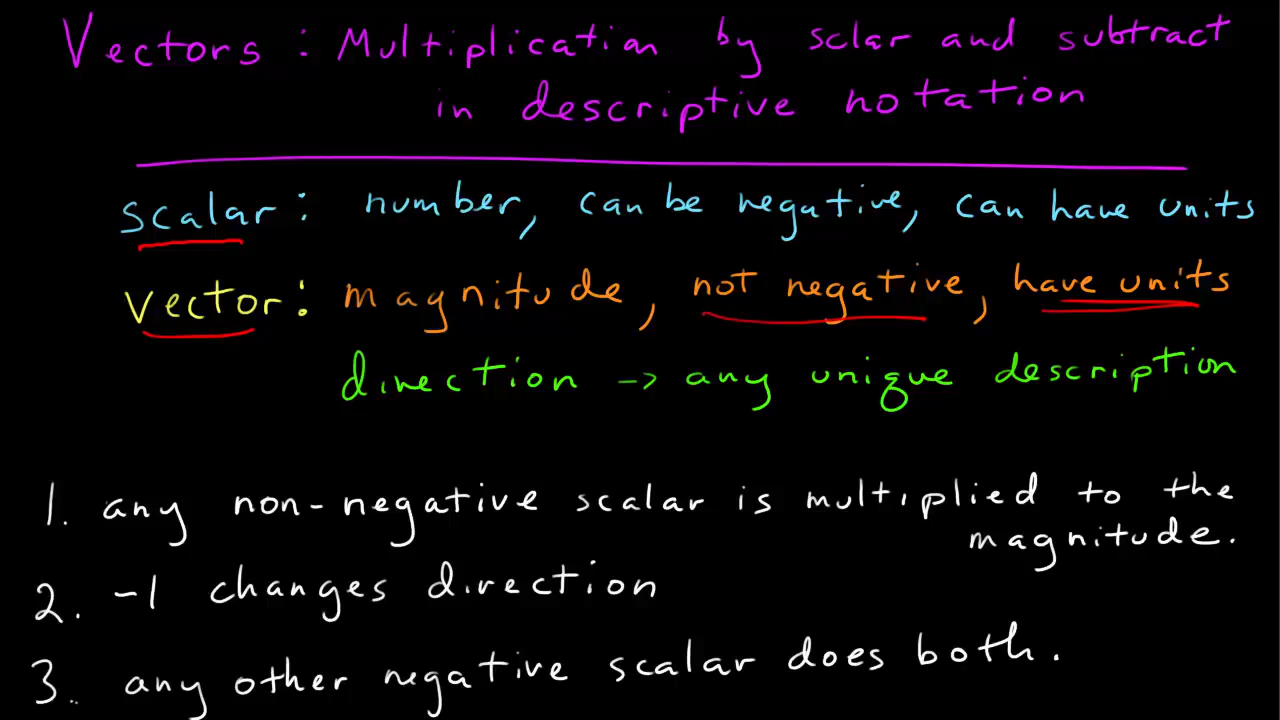 Vectors: Multiplication by sclar and subtract
in descriptive notation
scalar: number, can be negative, can have units
vector: magnitude, not negative, have units
direction -> any unique description
1. any non-negative scalar is multiplied to the
magnitude.
2. -1 changes direction
3. any other negative scalar does both.